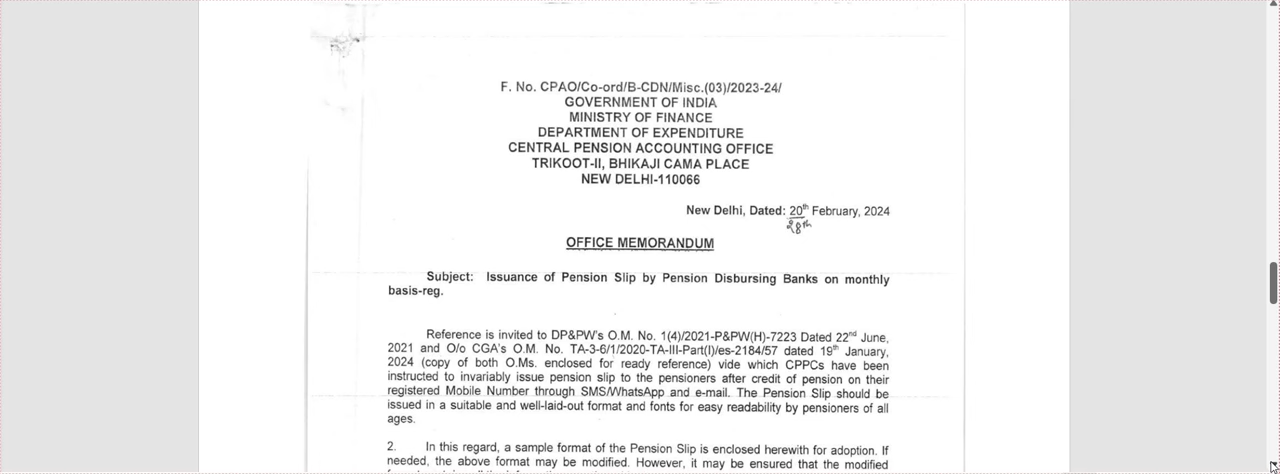 F. No. CPAO/Co-ord/B-CDN/Misc.(03)/2023-24/
GOVERNMENT OF INDIA
MINISTRY OF FINANCE
DEPARTMENT OF EXPENDITURE
CENTRAL PENSION ACCOUNTING OFFICE
TRIKOOT-II, BHIKAJI CAMA PLACE
NEW DELHI-110066
New Delhi, Dated: 20th February, 2024
28th
OFFICE MEMORANDUM
Subject: Issuance of Pension Slip by Pension Disbursing Banks on monthly
basis-reg.
Reference is invited to DP&PW's O.M. No. 1(4)/2021-P&PW(H)-7223 Dated 22nd June,
2021 and O/o CGA's O.M. No. TA-3-6/1/2020-TA-III-Part(I)/es-2184/57 dated 19th January,
2024 (copy of both O.Ms. enclosed for ready reference) vide which CPPCs have been
instructed to invariably issue pension slip to the pensioners after credit of pension on their
registered Mobile Number through SMS/WhatsApp and e-mail. The Pension Slip should be
issued in a suitable and well-laid-out format and fonts for easy readability by pensioners of all
ages.
2. In this regard, a sample format of the Pension Slip is enclosed herewith for adoption. If
needed, the above format may be modified. However, it may be ensured that the modified